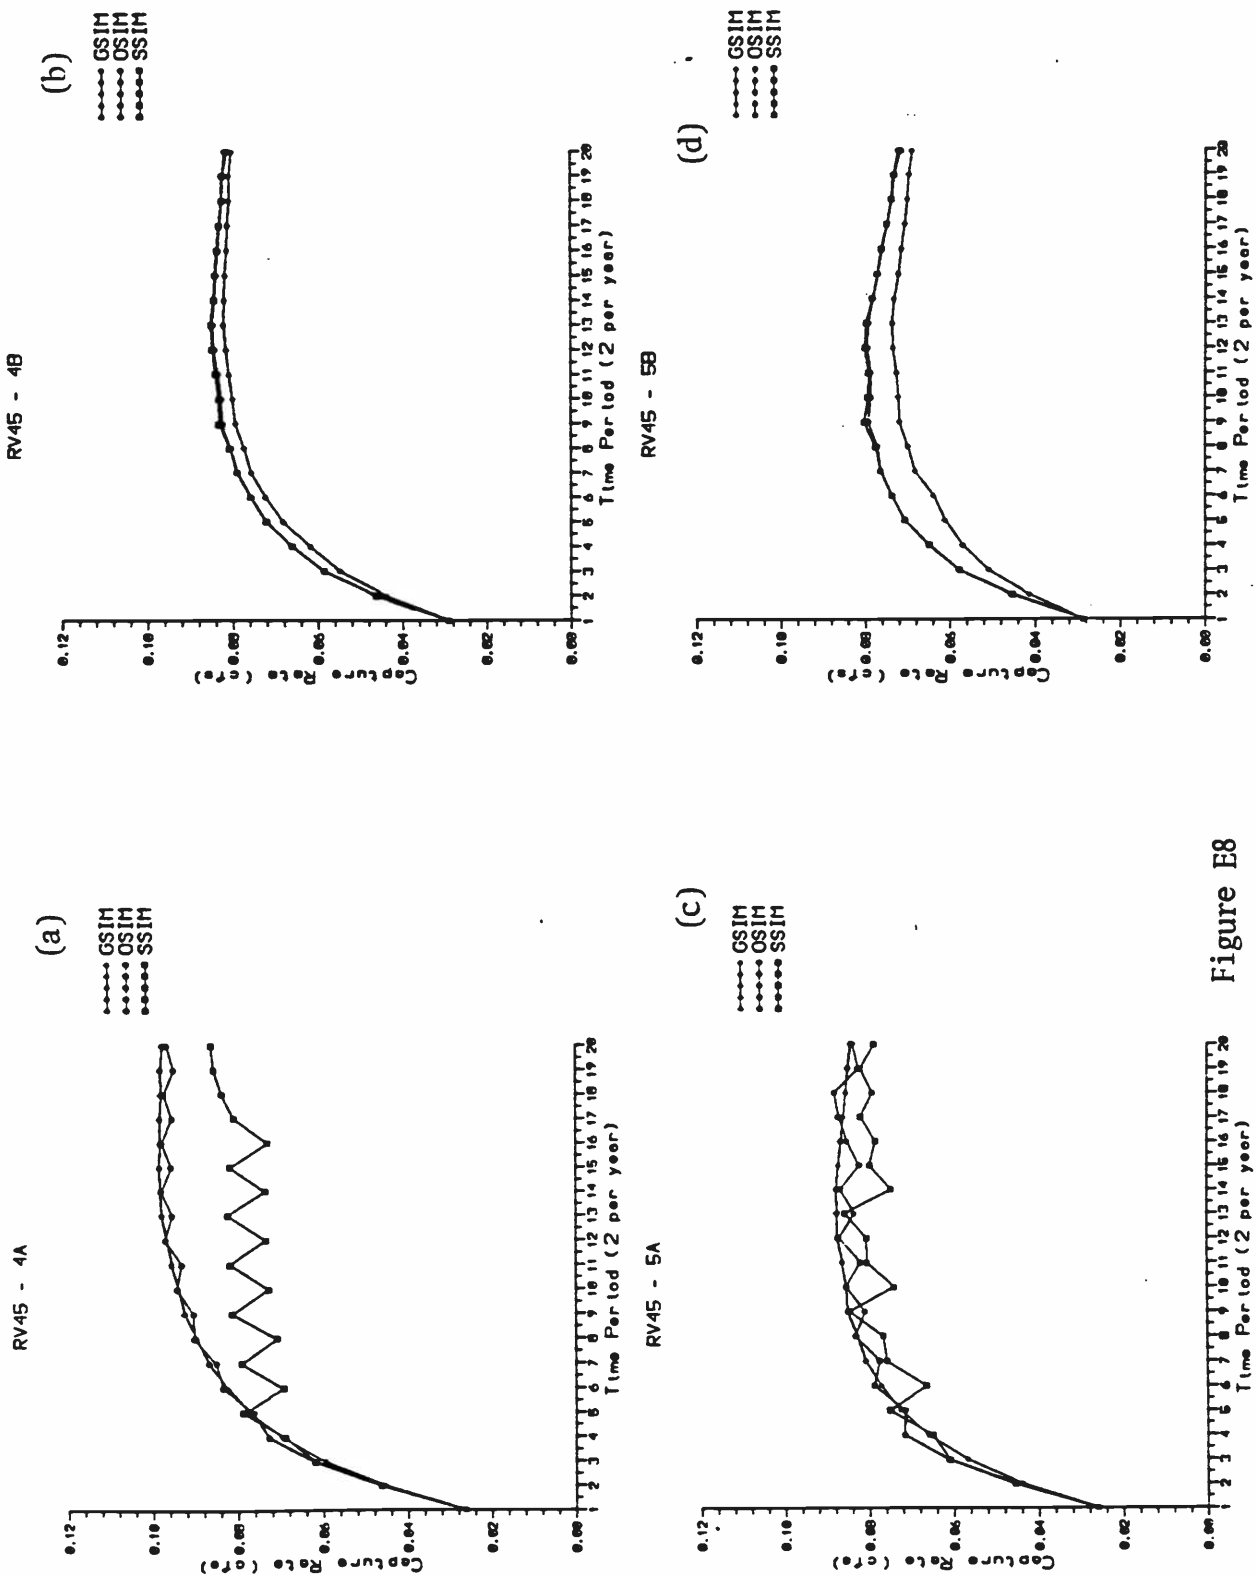 RV45 - 4A
(a)
GSIM
OSIM
SSIM
0.12
0.10
0.08
0.06
0.04
0.02
0.00
Capture Rate (cfs)
1 2 3 4 5 6 7 8 9 10 11 12 13 14 15 16 17 18 19 20
Time Period (2 per year)
RV45 - 4B
(b)
GSIM
OSIM
SSIM
0.12
0.10
0.08
0.06
0.04
0.02
0.00
Capture Rate (cfs)
1 2 3 4 5 6 7 8 9 10 11 12 13 14 15 16 17 18 19 20
Time Period (2 per year)
RV45 - 5A
(c)
GSIM
OSIM
SSIM
0.12
0.10
0.08
0.06
0.04
0.02
0.00
Capture Rate (cfs)
1 2 3 4 5 6 7 8 9 10 11 12 13 14 15 16 17 18 19 20
Time Period (2 per year)
RV45 - 5B
(d)
GSIM
OSIM
SSIM
0.12
0.10
0.08
0.06
0.04
0.02
0.00
Capture Rate (cfs)
1 2 3 4 5 6 7 8 9 10 11 12 13 14 15 16 17 18 19 20
Time Period (2 per year)
Figure E8